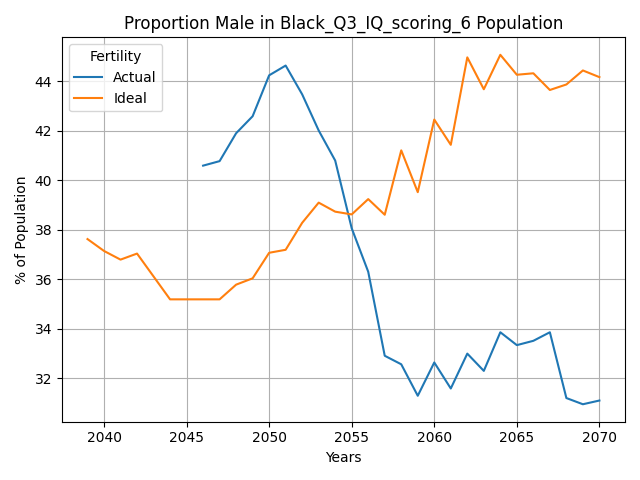 Proportion Male in Black_Q3_IQ_scoring_6 Population
Fertility
Actual
Ideal
% of Population
44
42
40
38
36
34
32
2040 2045 2050 2055 2060 2065 2070
Years